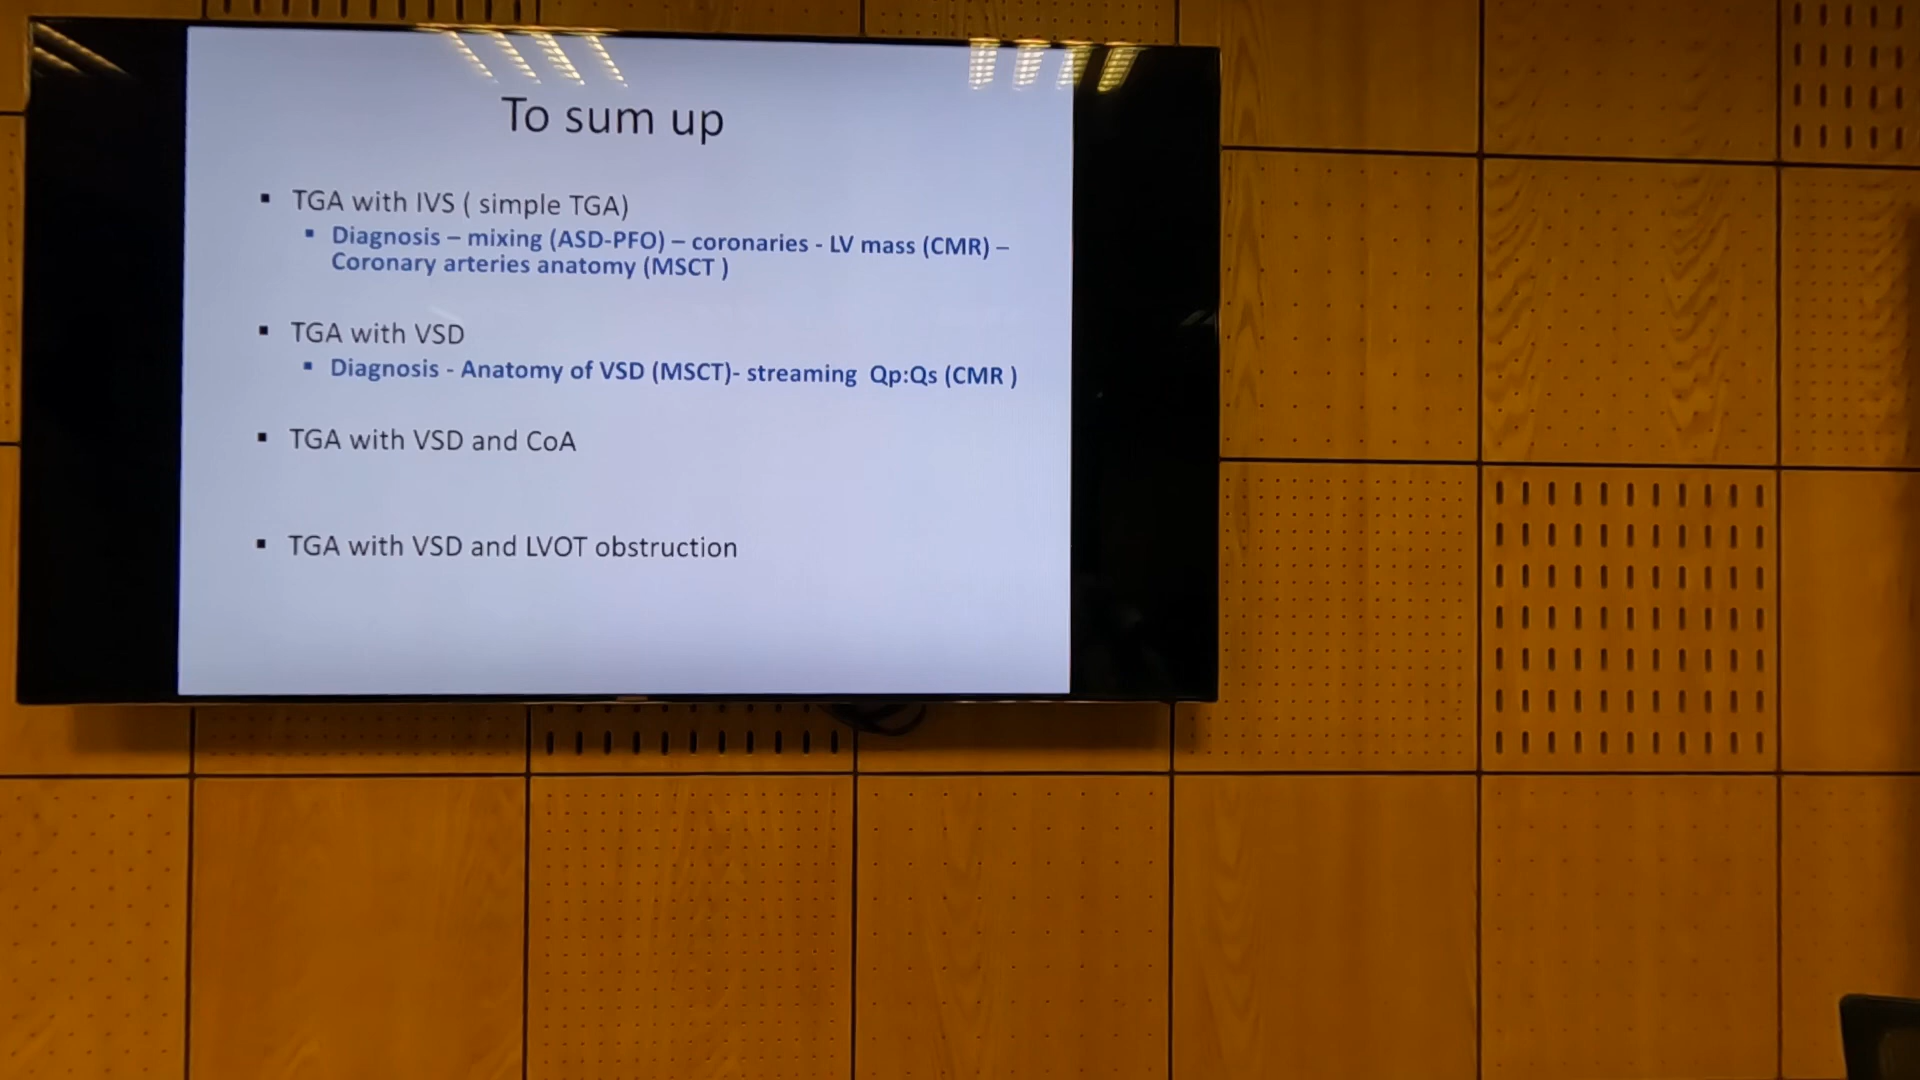 To sum up
▪ TGA with IVS ( simple TGA)
▪ Diagnosis – mixing (ASD-PFO) – coronaries - LV mass (CMR) –
Coronary arteries anatomy (MSCT )
▪ TGA with VSD
▪ Diagnosis - Anatomy of VSD (MSCT)- streaming Qp:Qs (CMR )
▪ TGA with VSD and CoA
▪ TGA with VSD and LVOT obstruction